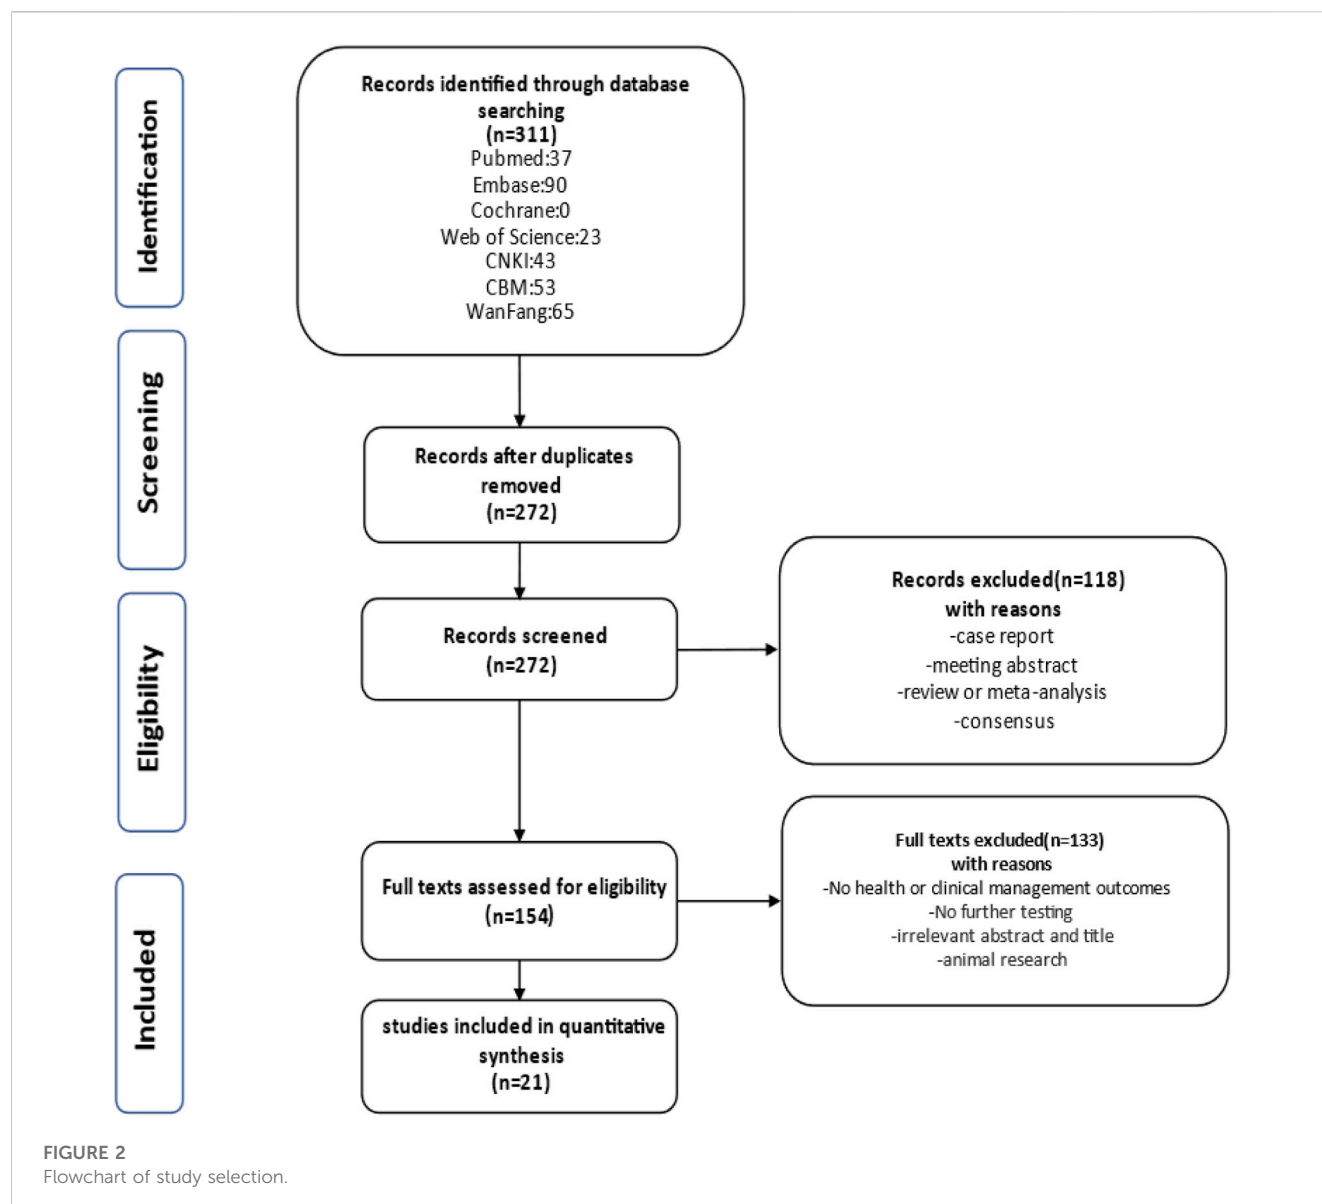 Identification
Records identified through database
searching
(n=311)
Pubmed:37
Embase:90
Cochrane:0
Web of Science:23
CNKI:43
CBM:53
WanFang:65
Screening
Records after duplicates
removed
(n=272)
Eligibility
Records screened
(n=272)
Records excluded(n=118)
with reasons
-case report
-meeting abstract
-review or meta-analysis
-consensus
Full texts assessed for eligibility
(n=154)
Full texts excluded(n=133)
with reasons
-No health or clinical management outcomes
-No further testing
-irrelevant abstract and title
-animal research
Included
studies included in quantitative
synthesis
(n=21)
FIGURE 2
Flowchart of study selection.